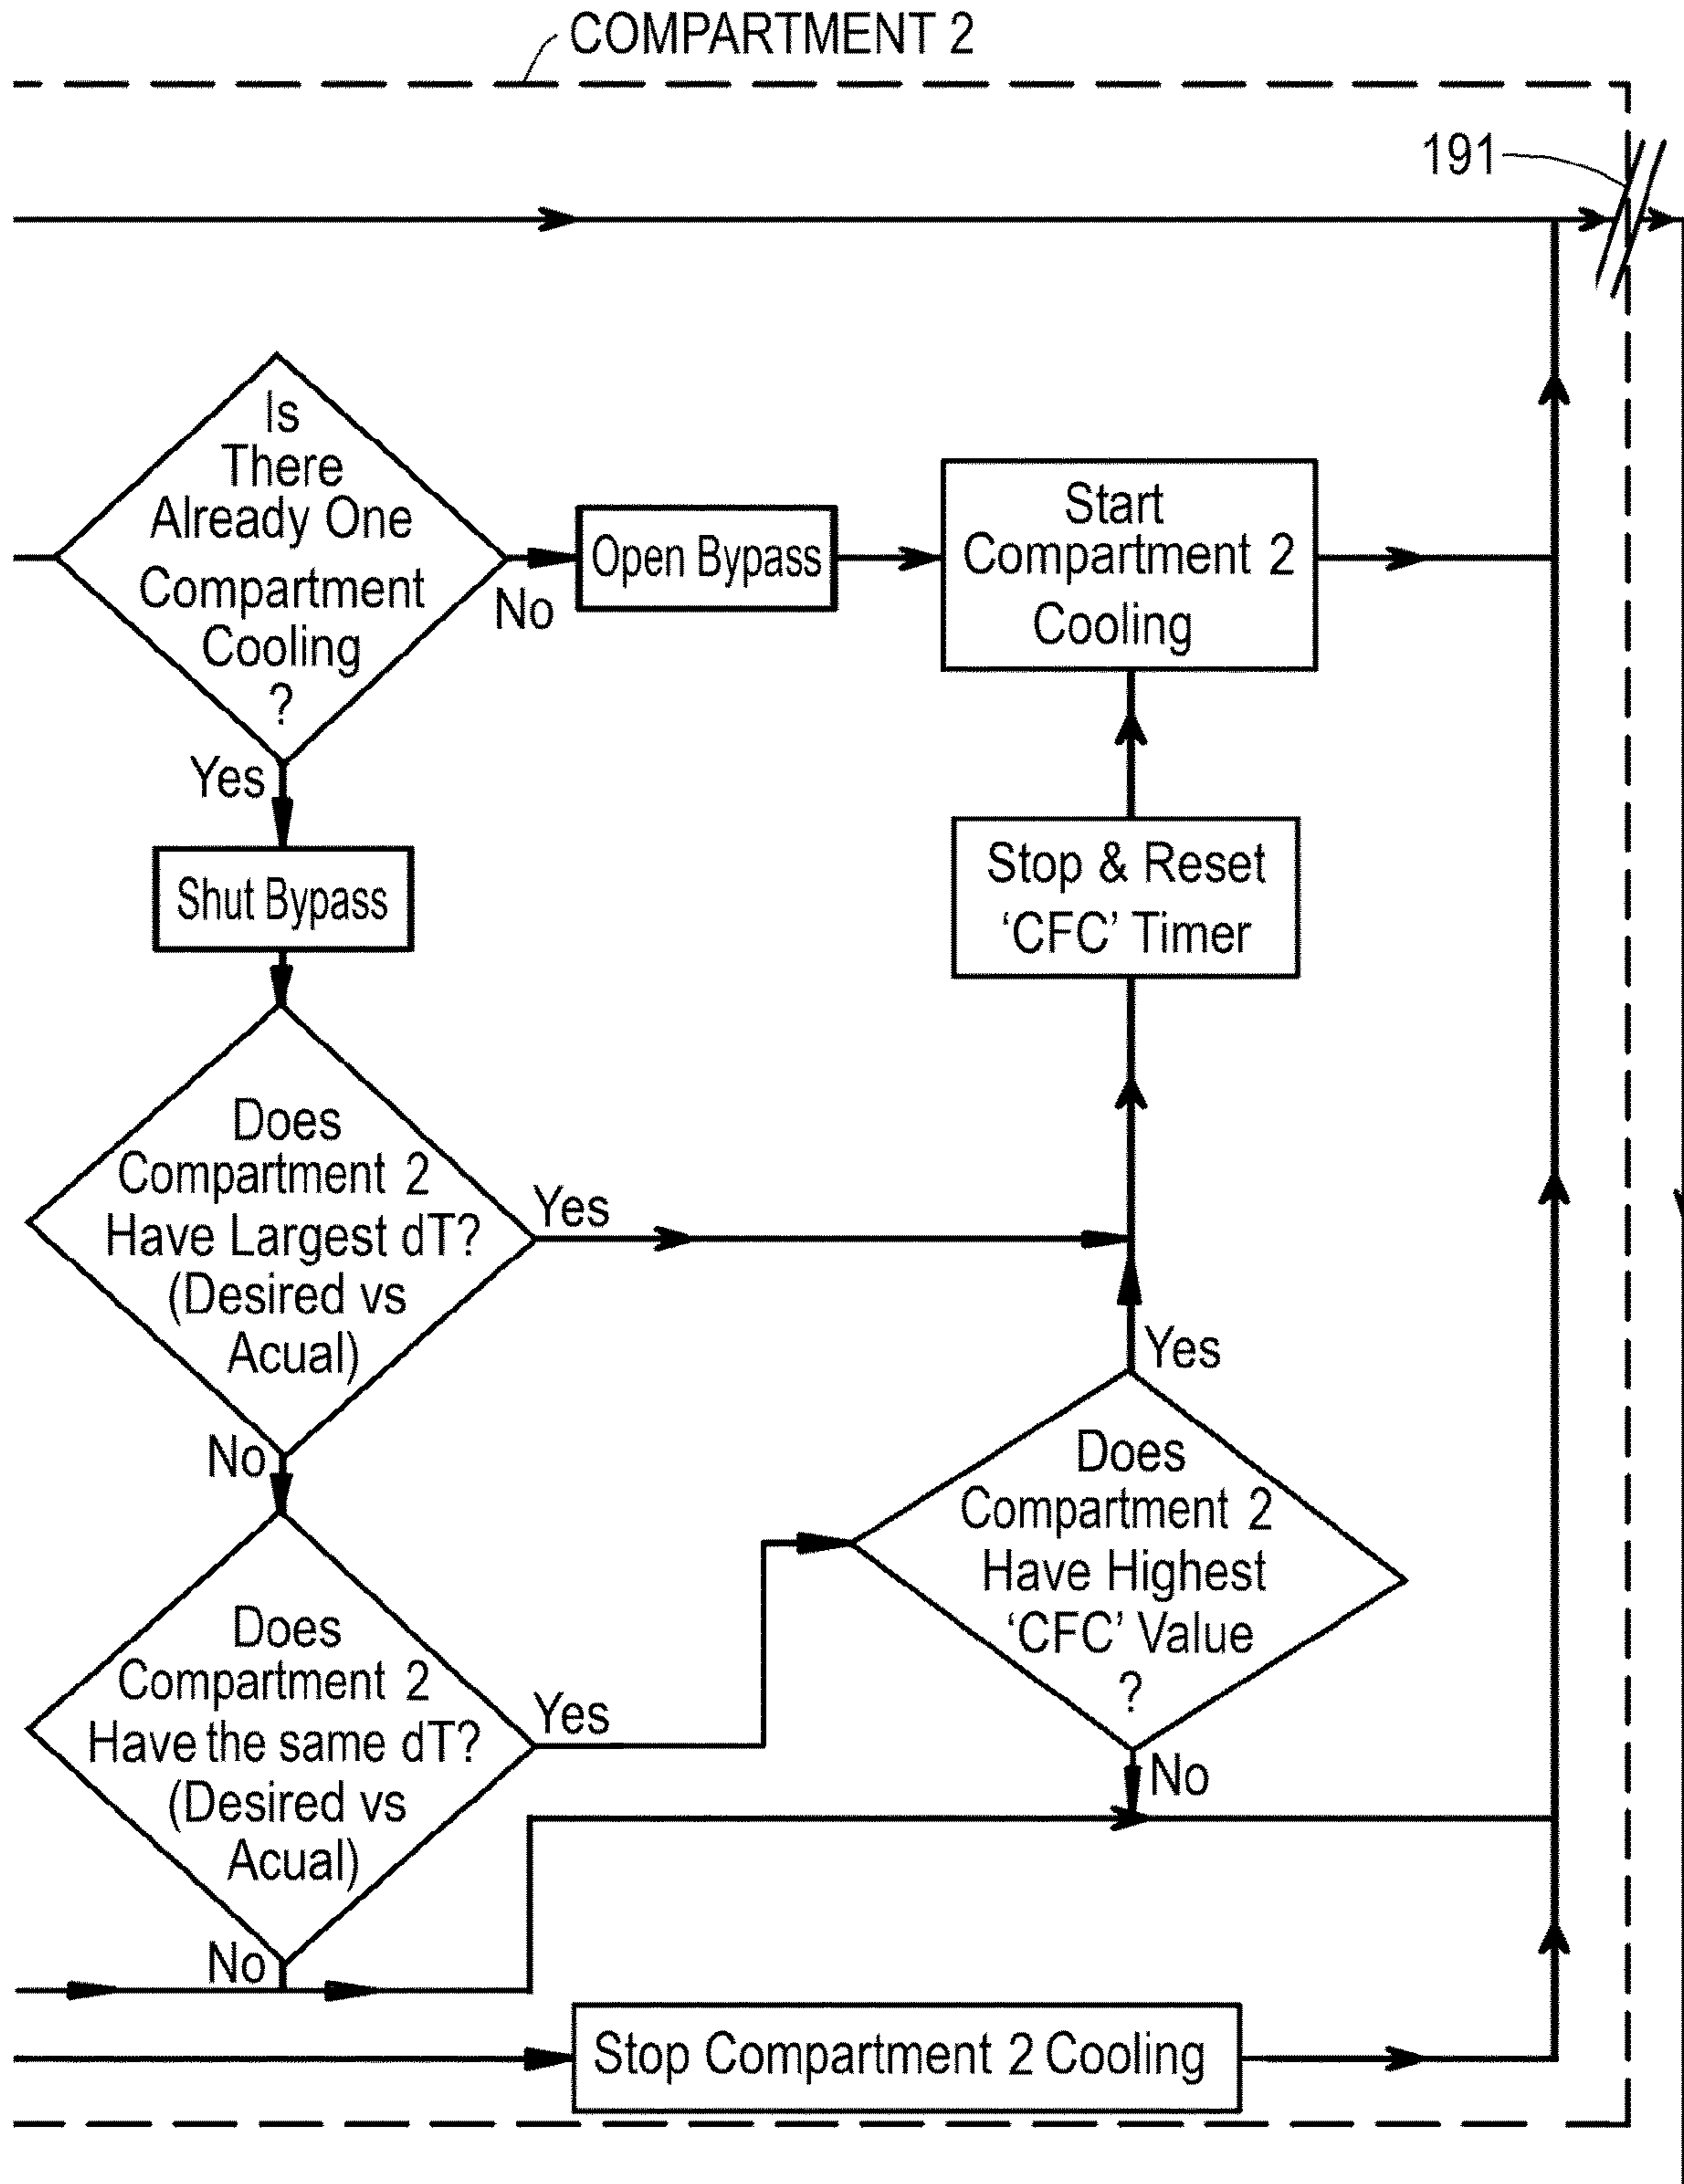 COMPARTMENT 2
191
Is
There
Already One
Compartment
Cooling
?
No
Open Bypass
Start
Compartment 2
Cooling
Yes
Shut Bypass
Stop & Reset
‘CFC’ Timer
Does
Compartment 2
Have Largest dT?
(Desired vs
Acual)
Yes
No
Yes
Does
Compartment 2
Have Highest
‘CFC’ Value
?
No
Does
Compartment 2
Have the same dT?
(Desired vs
Acual)
Yes
No
Stop Compartment 2 Cooling